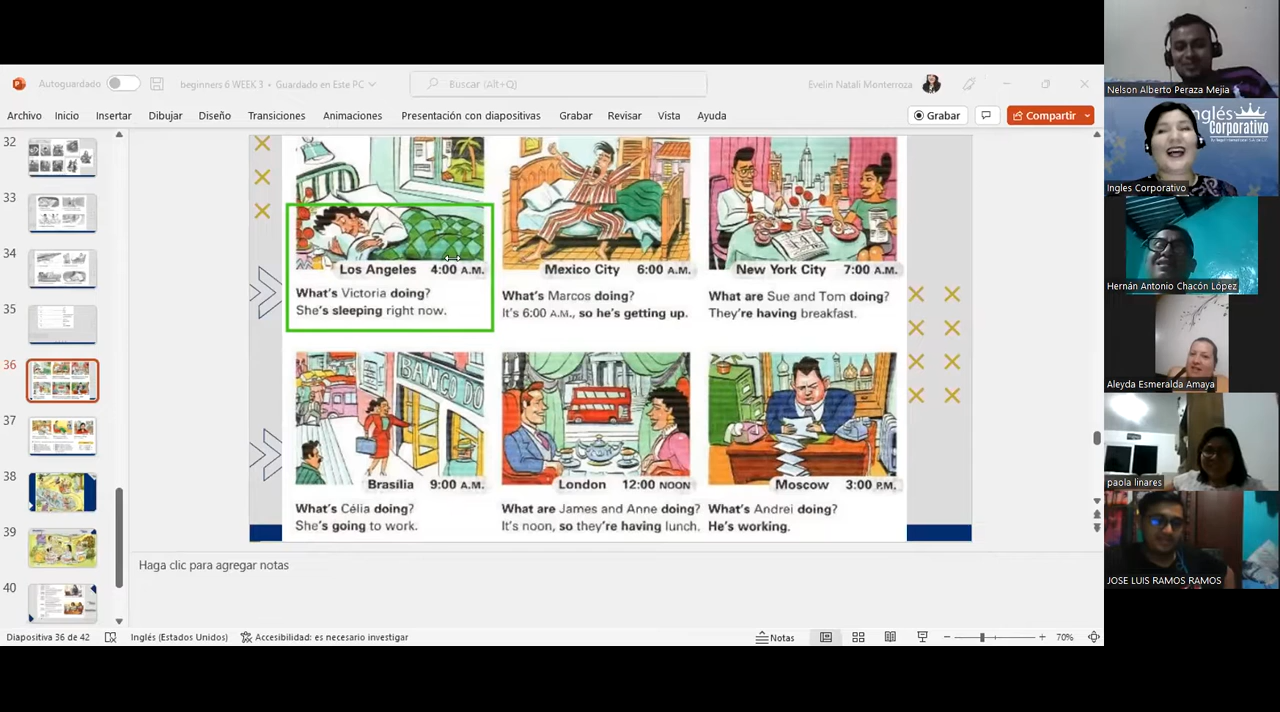 Autoguardado
beginners 6 WEEK 3 • Guardado en Este PC
Buscar (Alt+Q)
Evelin Natali Monterroza
Archivo Inicio Insertar Dibujar Diseño Transiciones Animaciones Presentación con diapositivas Grabar Revisar Vista Ayuda
Grabar
Compartir
32
33
34
35
36
37
38
39
40
Los Angeles 4:00 A.M.
What's Victoria doing?
She's sleeping right now.
Mexico City 6:00 A.M.
What's Marcos doing?
It's 6:00 A.M., so he's getting up.
New York City 7:00 A.M.
What are Sue and Tom doing?
They're having breakfast.
BANCO DO
Brasília 9:00 A.M.
What's Célia doing?
She's going to work.
London 12:00 NOON
What are James and Anne doing?
It's noon, so they're having lunch.
Moscow 3:00 P.M.
What's Andrei doing?
He's working.
Haga clic para agregar notas
Diapositiva 36 de 42
Inglés (Estados Unidos)
Accesibilidad: es necesario investigar
Notas
70%
Nelson Alberto Peraza Mejia
Inglés
Corporativo
Ingles Corporativo
Hernán Antonio Chacón López
Aleyda Esmeralda Amaya
paola linares
JOSE LUIS RAMOS RAMOS